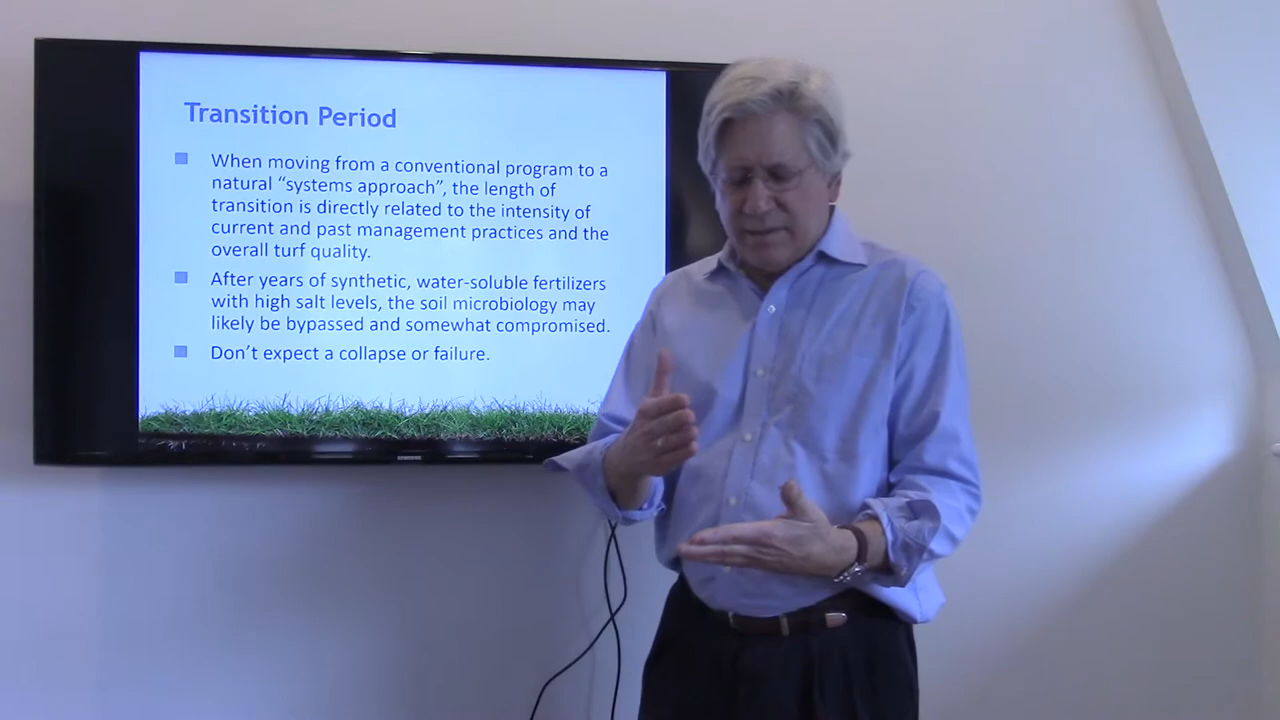 Transition Period
When moving from a conventional program to a
natural “systems approach”, the length of
transition is directly related to the intensity of
current and past management practices and the
overall turf quality.
After years of synthetic, water-soluble fertilizers
with high salt levels, the soil microbiology may
likely be bypassed and somewhat compromised.
Don’t expect a collapse or failure.
SAMSUNG